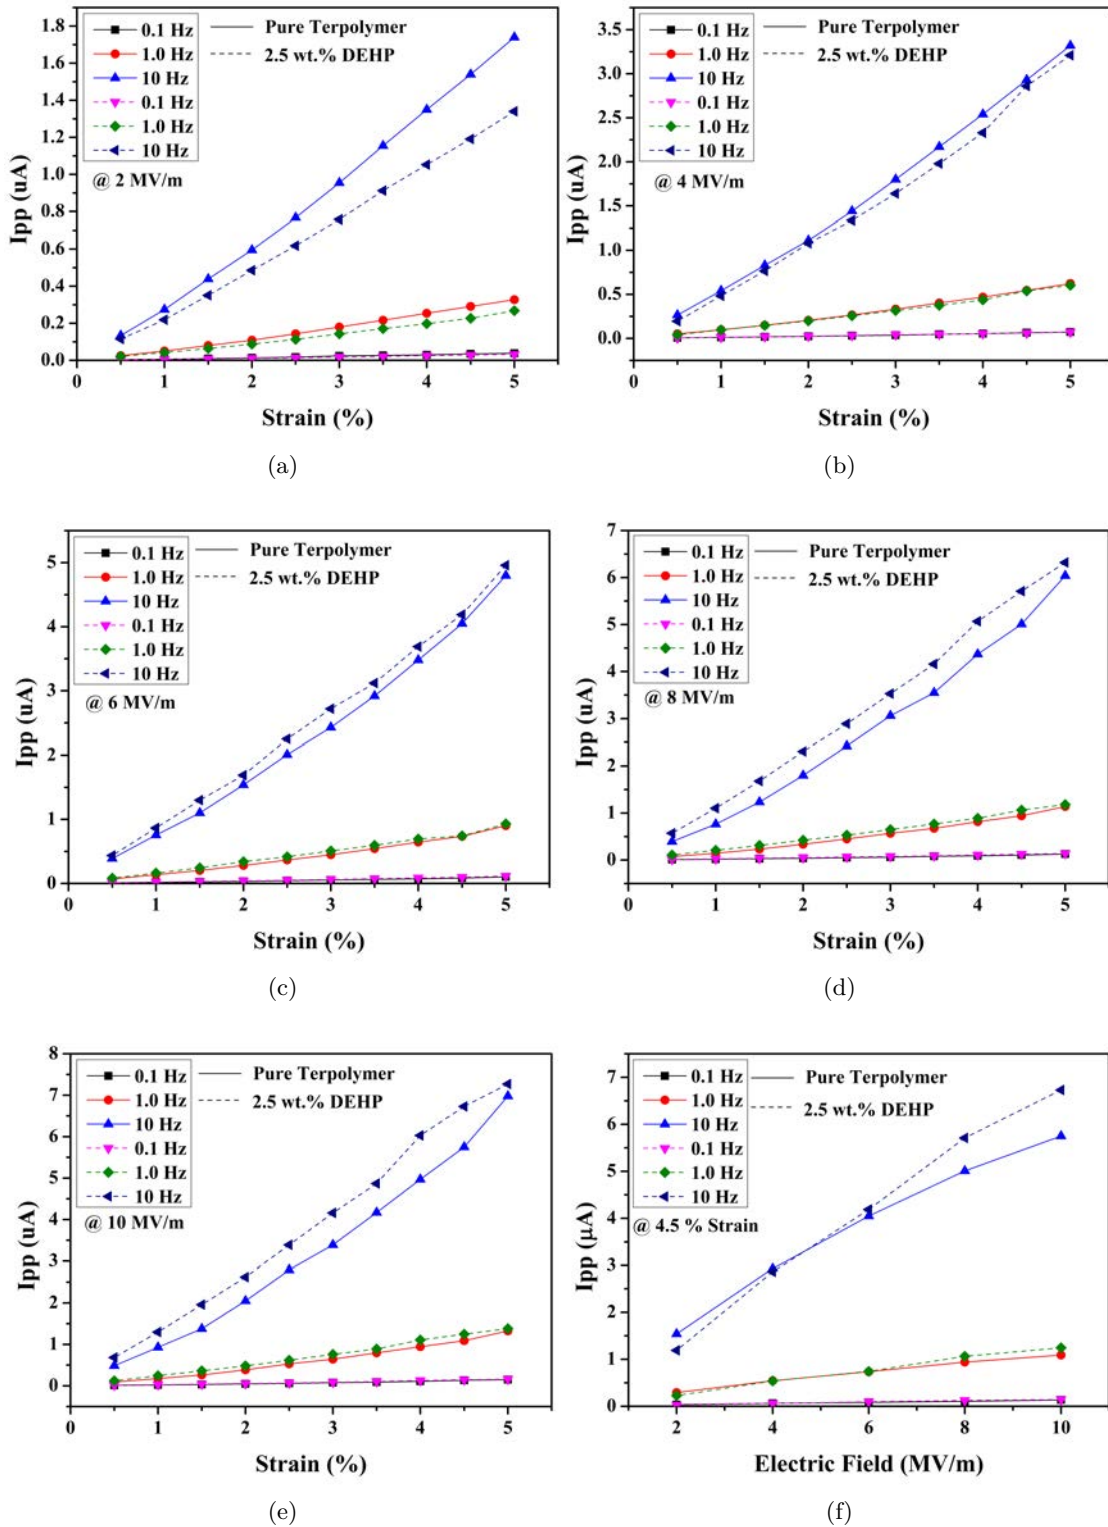 0.1 Hz
1.0 Hz
10 Hz
0.1 Hz
1.0 Hz
10 Hz
Pure Terpolymer
2.5 wt.% DEHP
@ 2 MV/m
1.8
1.6
1.4
1.2
1.0
0.8
0.6
0.4
0.2
0.0
Ipp (uA)
0 1 2 3 4 5
Strain (%)
(a)
0.1 Hz
1.0 Hz
10 Hz
0.1 Hz
1.0 Hz
10 Hz
Pure Terpolymer
2.5 wt.% DEHP
@ 4 MV/m
3.5
3.0
2.5
2.0
1.5
1.0
0.5
0.0
Ipp (uA)
0 1 2 3 4 5
Strain (%)
(b)
0.1 Hz
1.0 Hz
10 Hz
0.1 Hz
1.0 Hz
10 Hz
Pure Terpolymer
2.5 wt.% DEHP
@ 6 MV/m
5
4
3
2
1
0
Ipp (uA)
0 1 2 3 4 5
Strain (%)
(c)
0.1 Hz
1.0 Hz
10 Hz
0.1 Hz
1.0 Hz
10 Hz
Pure Terpolymer
2.5 wt.% DEHP
@ 8 MV/m
7
6
5
4
3
2
1
0
Ipp (uA)
0 1 2 3 4 5
Strain (%)
(d)
0.1 Hz
1.0 Hz
10 Hz
0.1 Hz
1.0 Hz
10 Hz
Pure Terpolymer
2.5 wt.% DEHP
@ 10 MV/m
8
7
6
5
4
3
2
1
0
Ipp (uA)
0 1 2 3 4 5
Strain (%)
(e)
0.1 Hz
1.0 Hz
10 Hz
0.1 Hz
1.0 Hz
10 Hz
Pure Terpolymer
2.5 wt.% DEHP
@ 4.5 % Strain
7
6
5
4
3
2
1
0
Ipp (µA)
2 4 6 8 10
Electric Field (MV/m)
(f)